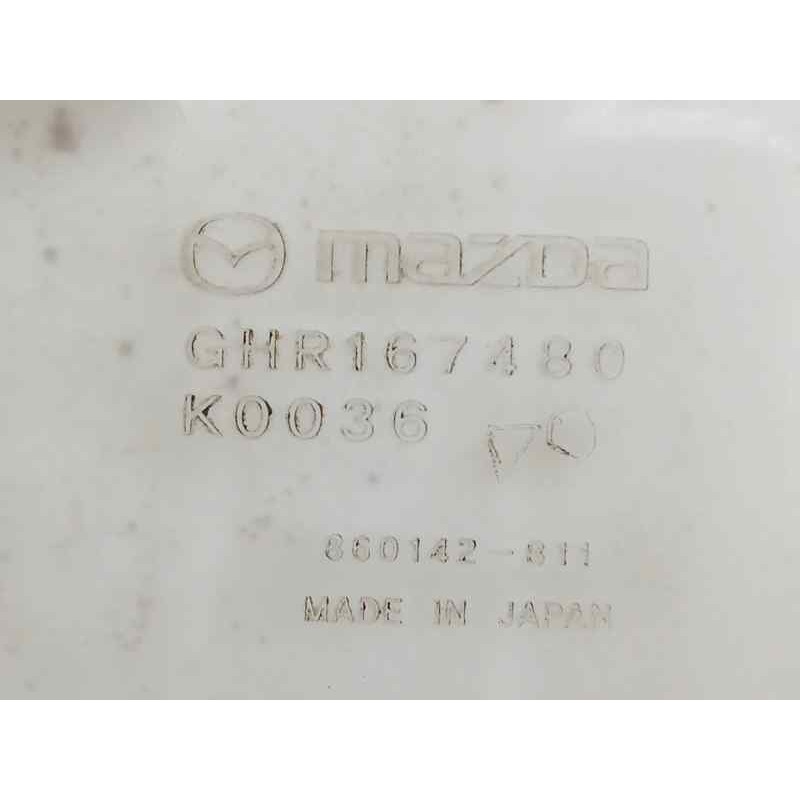 mazda
GHR167480
K0036
860142-811
MADE IN JAPAN